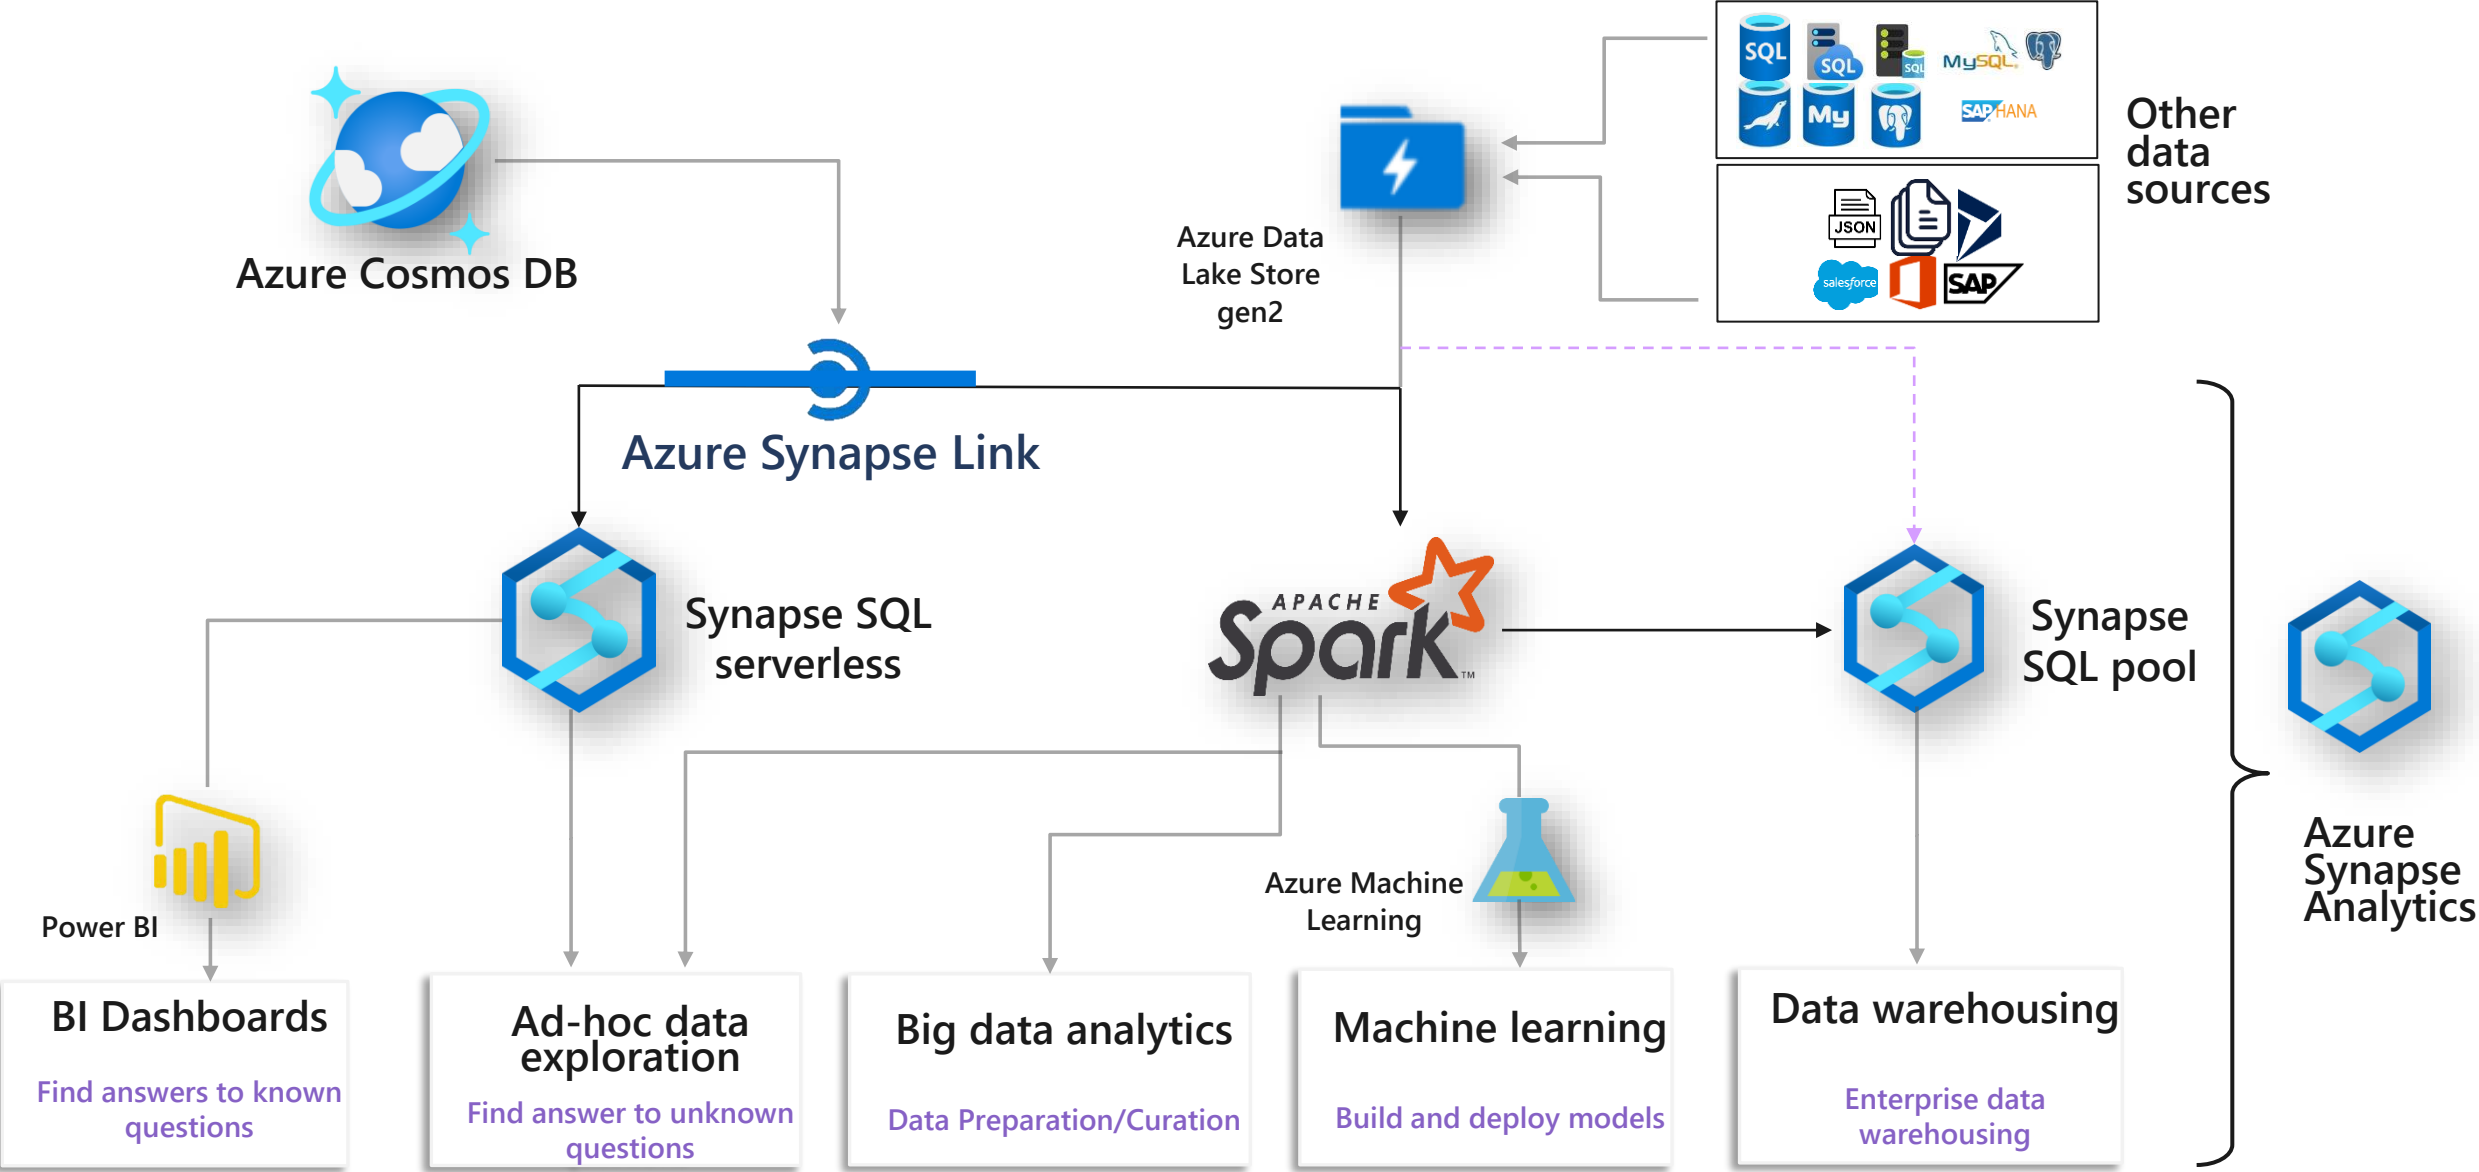 SQL
SQL
SQL
MySQL
My
SAP HANA
Other
data
sources
JSON
salesforce
SAP
Azure Cosmos DB
Azure Data
Lake Store
gen2
Azure Synapse Link
Synapse SQL
serverless
APACHE
Spark™
Synapse
SQL pool
Azure
Synapse
Analytics
Power BI
Azure Machine
Learning
BI Dashboards
Find answers to known
questions
Ad-hoc data
exploration
Find answer to unknown
questions
Big data analytics
Data Preparation/Curation
Machine learning
Build and deploy models
Data warehousing
Enterprise data
warehousing